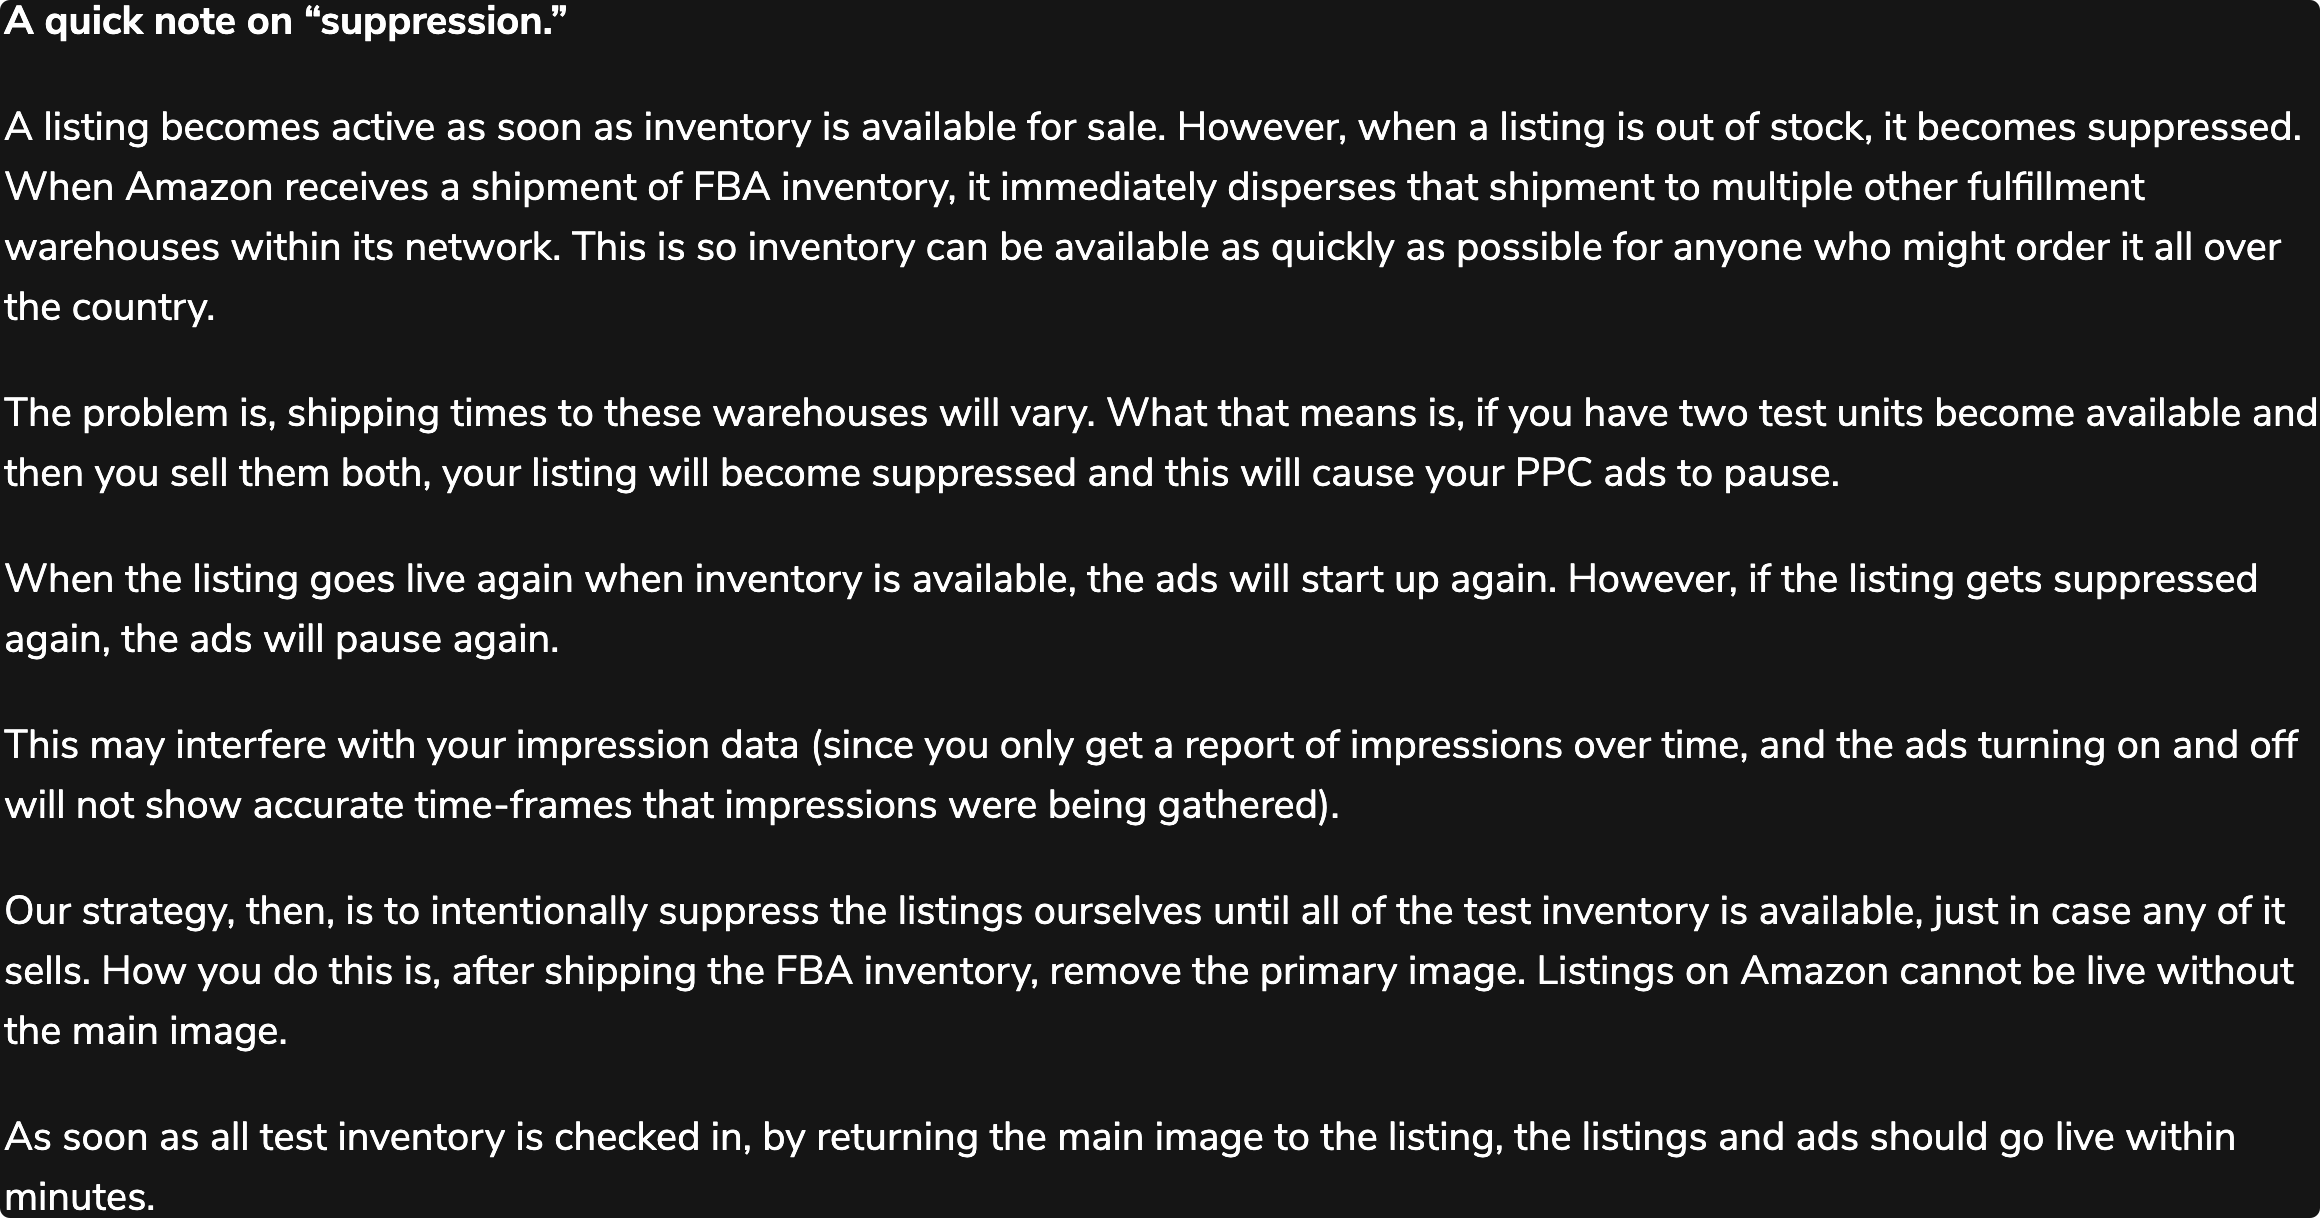 A quick note on “suppression.”
A listing becomes active as soon as inventory is available for sale. However, when a listing is out of stock, it becomes suppressed.
When Amazon receives a shipment of FBA inventory, it immediately disperses that shipment to multiple other fulfillment
warehouses within its network. This is so inventory can be available as quickly as possible for anyone who might order it all over
the country.
The problem is, shipping times to these warehouses will vary. What that means is, if you have two test units become available and
then you sell them both, your listing will become suppressed and this will cause your PPC ads to pause.
When the listing goes live again when inventory is available, the ads will start up again. However, if the listing gets suppressed
again, the ads will pause again.
This may interfere with your impression data (since you only get a report of impressions over time, and the ads turning on and off
will not show accurate time-frames that impressions were being gathered).
Our strategy, then, is to intentionally suppress the listings ourselves until all of the test inventory is available, just in case any of it
sells. How you do this is, after shipping the FBA inventory, remove the primary image. Listings on Amazon cannot be live without
the main image.
As soon as all test inventory is checked in, by returning the main image to the listing, the listings and ads should go live within
minutes.